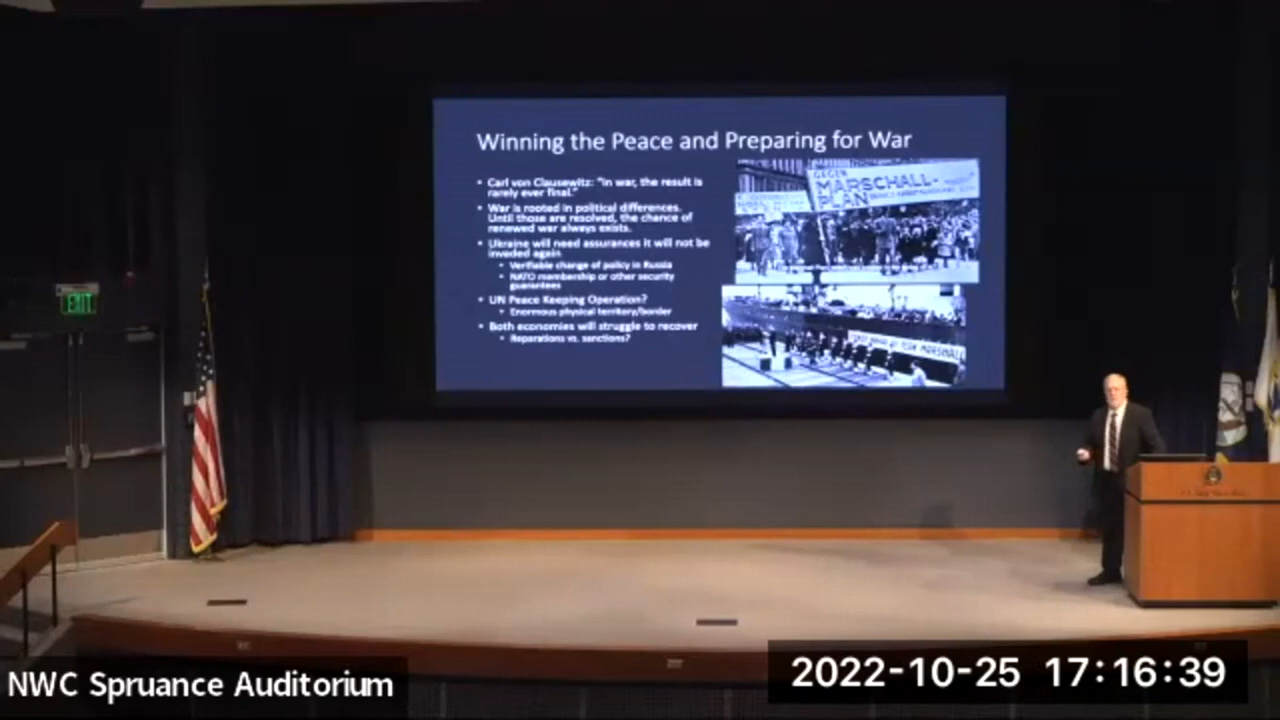 Winning the Peace and Preparing for War
• Carl von Clausewitz: "In war, the result is
rarely ever final."
• War is rooted in political differences.
Until those are resolved, the chance of
renewed war always exists.
• Ukraine will need assurances it will not be
invaded again
• Verifiable change of policy in Russia
• NATO membership or other security
guarantees
• UN Peace Keeping Operation?
• Enormous physical territory/border
• Both economies will struggle to recover
• Reparations vs. sanctions?
GEGEN
MARSCHALL-
PLAN
MARSHALL
EXIT
NWC Spruance Auditorium
2022-10-25 17:16:39